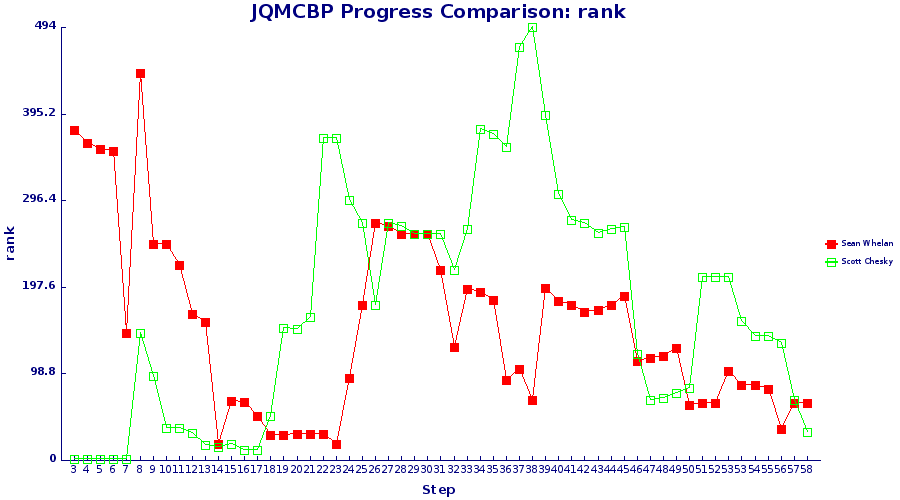 JQMCBP Progress Comparison: rank
494
395.2
296.4
197.6
98.8
0
rank
3 4 5 6 7 8 9 10 11 12 13 14 15 16 17 18 19 20 21 22 23 24 25 26 27 28 29 30 31 32 33 34 35 36 37 38 39 40 41 42 43 44 45 46 47 48 49 50 51 52 53 54 55 56 57 58
Step
Sean Whelan
Scott Chesky